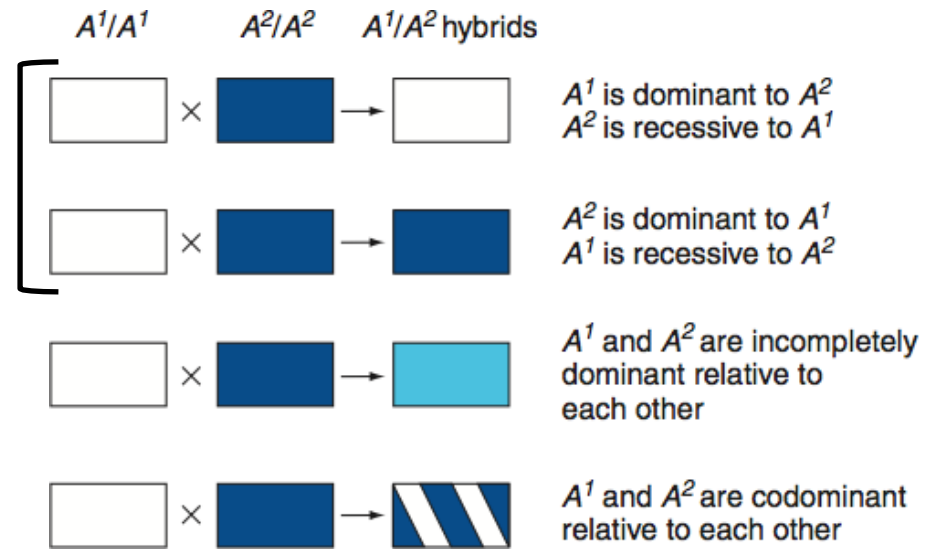 A¹/A¹ A²/A² A¹/A² hybrids
× → A¹ is dominant to A²
A² is recessive to A¹
× → A² is dominant to A¹
A¹ is recessive to A²
× → A¹ and A² are incompletely
dominant relative to
each other
× → A¹ and A² are codominant
relative to each other